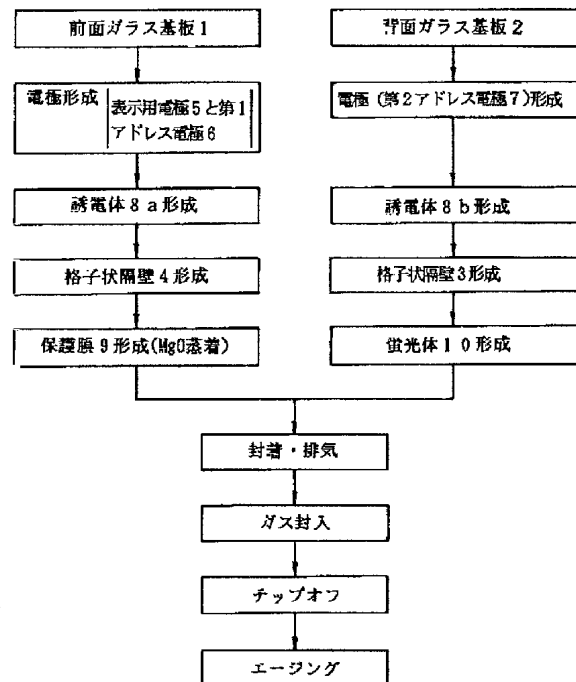 前面ガラス基板1
背面ガラス基板2
電極形成
表示用電極5と第1
アドレス電極6
電極(第2アドレス電極7)形成
誘電体8a形成
誘電体8b形成
格子状隔壁4形成
格子状隔壁3形成
保護膜9形成(MgO蒸着)
蛍光体10形成
封着・排気
ガス封入
チップオフ
エージング